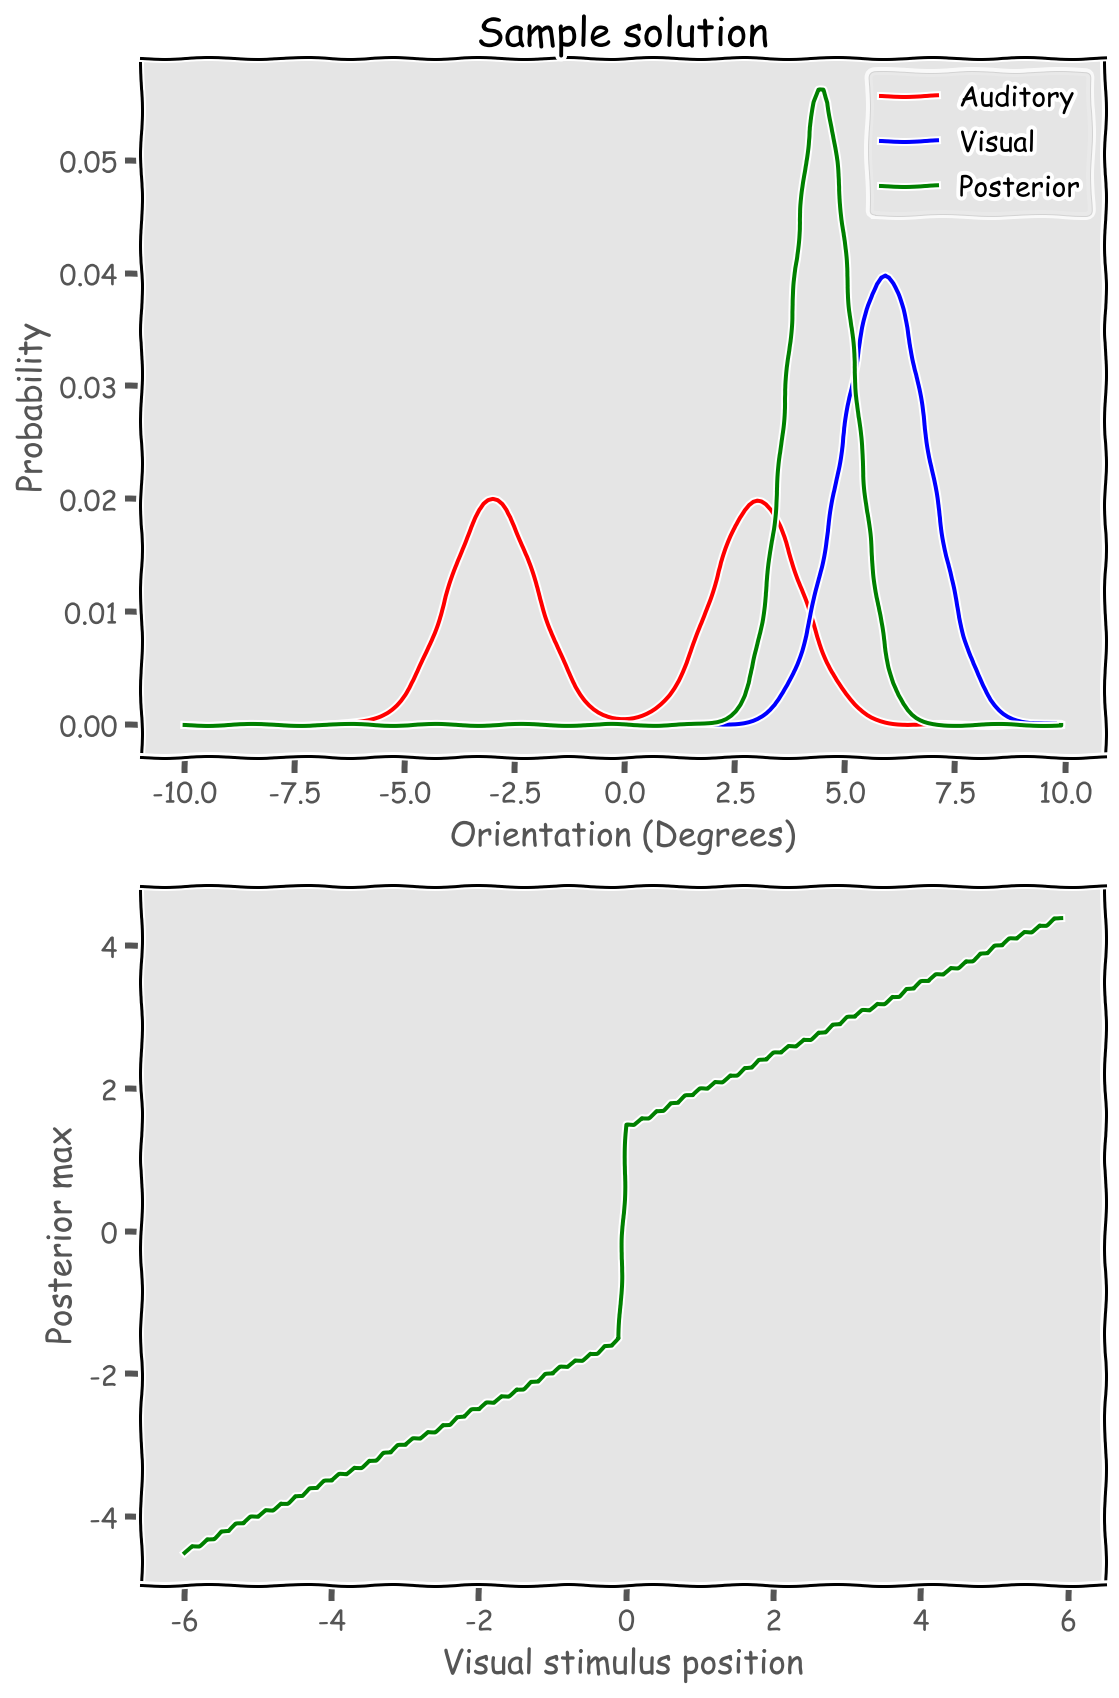 Sample solution
Auditory
Visual
Posterior
0.05
0.04
0.03
0.02
0.01
0.00
Probability
-10.0 -7.5 -5.0 -2.5 0.0 2.5 5.0 7.5 10.0
Orientation (Degrees)
4
2
0
-2
-4
Posterior max
-6 -4 -2 0 2 4 6
Visual stimulus position